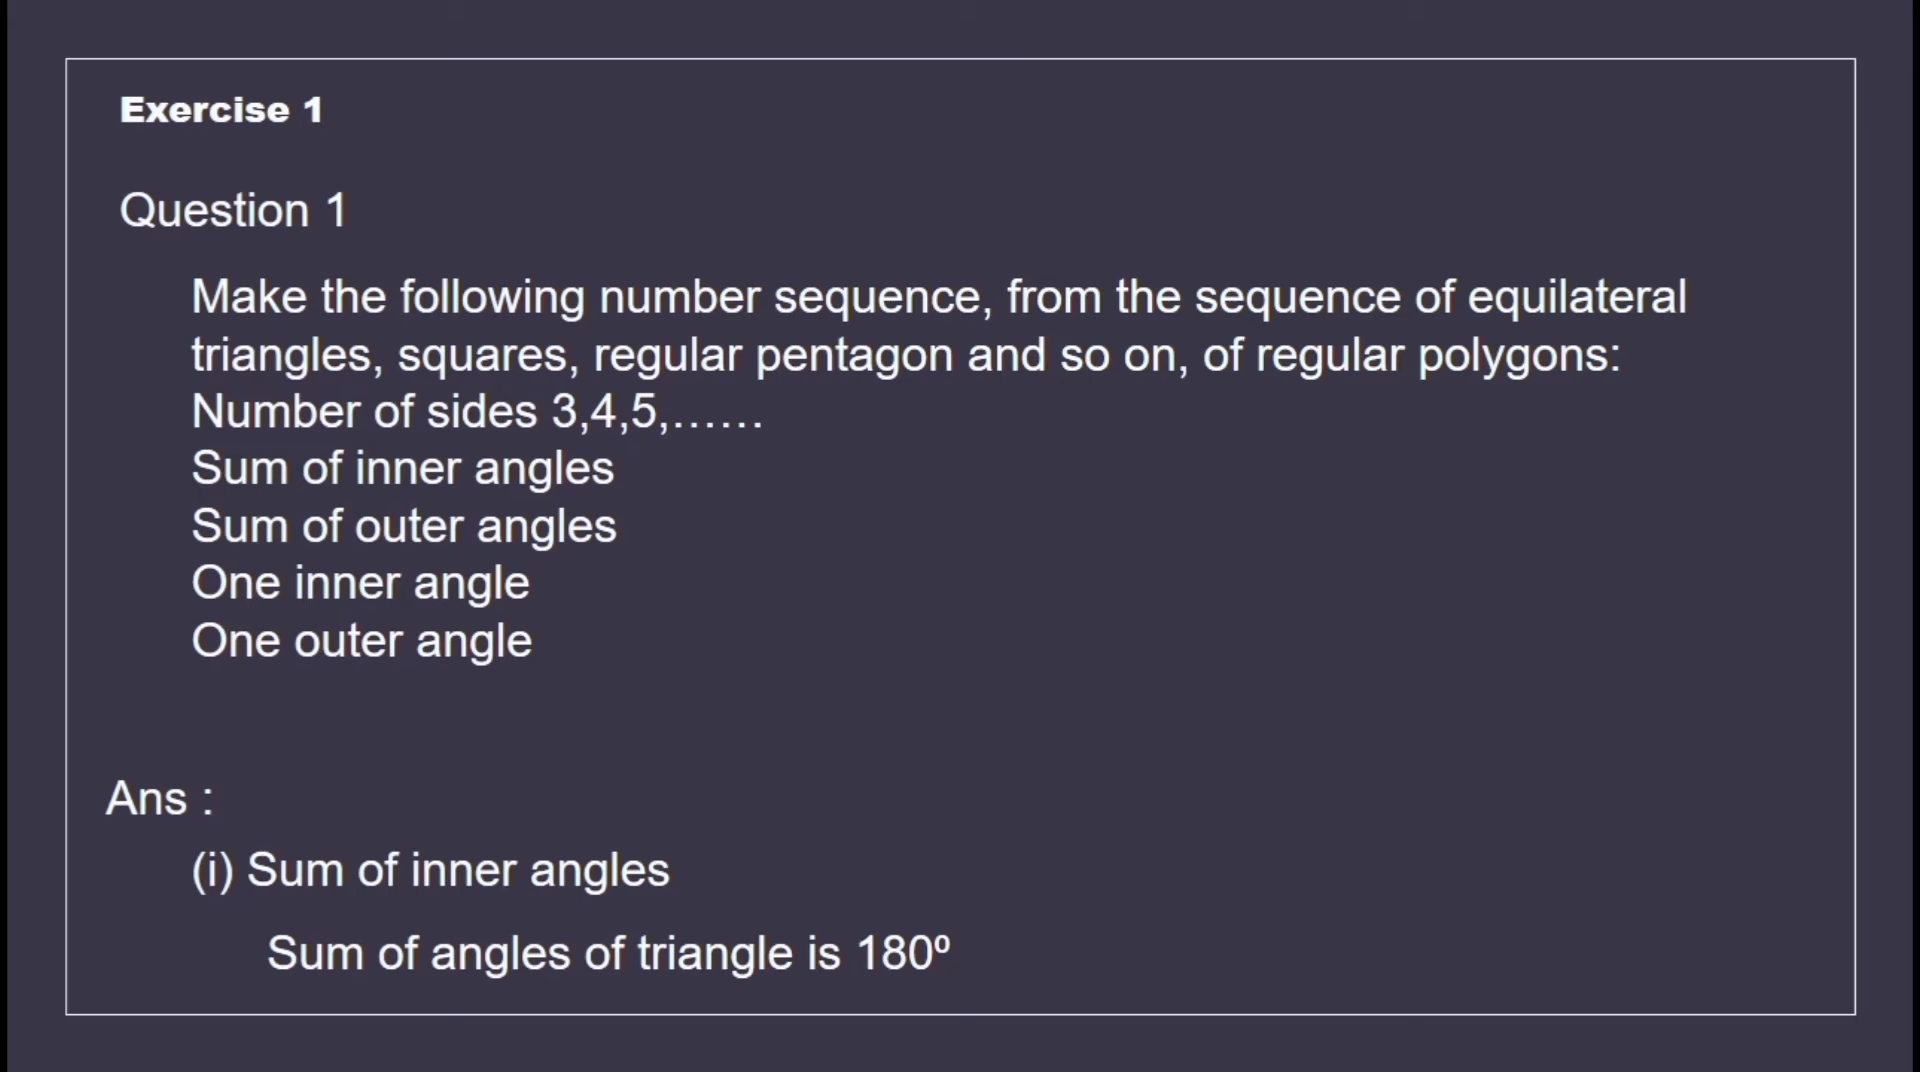 Exercise 1
Question 1
Make the following number sequence, from the sequence of equilateral
triangles, squares, regular pentagon and so on, of regular polygons:
Number of sides 3,4,5,......
Sum of inner angles
Sum of outer angles
One inner angle
One outer angle
Ans :
(i) Sum of inner angles
Sum of angles of triangle is 180º